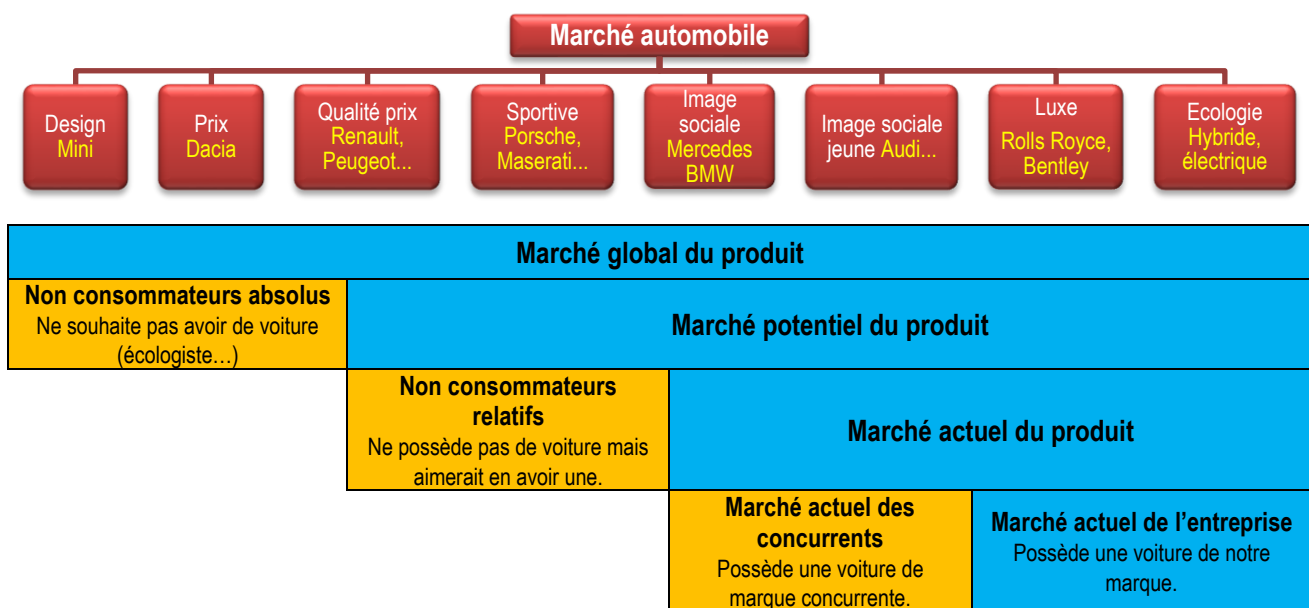 Marché automobile
Design
Mini
Prix
Dacia
Qualité prix
Renault,
Peugeot...
Sportive
Porsche,
Maserati...
Image
sociale
Mercedes
BMW
Image sociale
jeune Audi...
Luxe
Rolls Royce,
Bentley
Ecologie
Hybride,
électrique
Marché global du produit
Non consommateurs absolus
Ne souhaite pas avoir de voiture
(écologiste…)
Marché potentiel du produit
Non consommateurs
relatifs
Ne possède pas de voiture mais
aimerait en avoir une.
Marché actuel du produit
Marché actuel des
concurrents
Possède une voiture de
marque concurrente.
Marché actuel de l’entreprise
Possède une voiture de notre
marque.